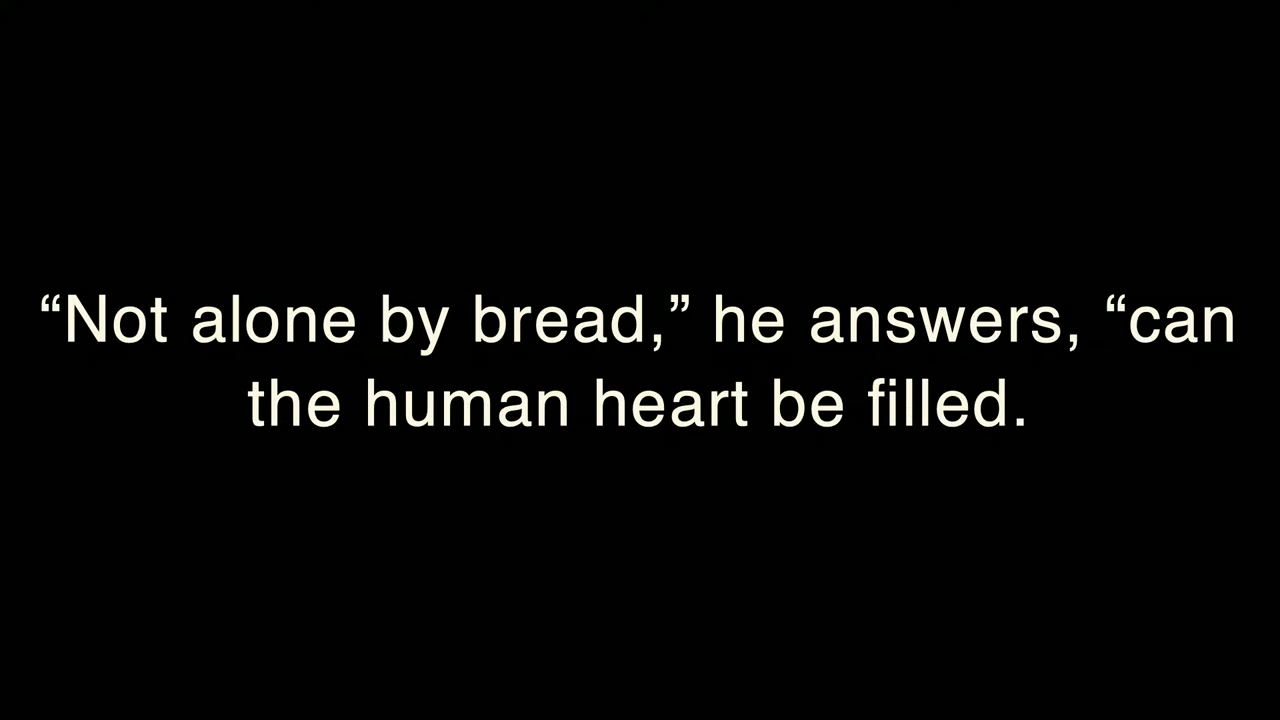 “Not alone by bread,” he answers, “can
the human heart be filled.